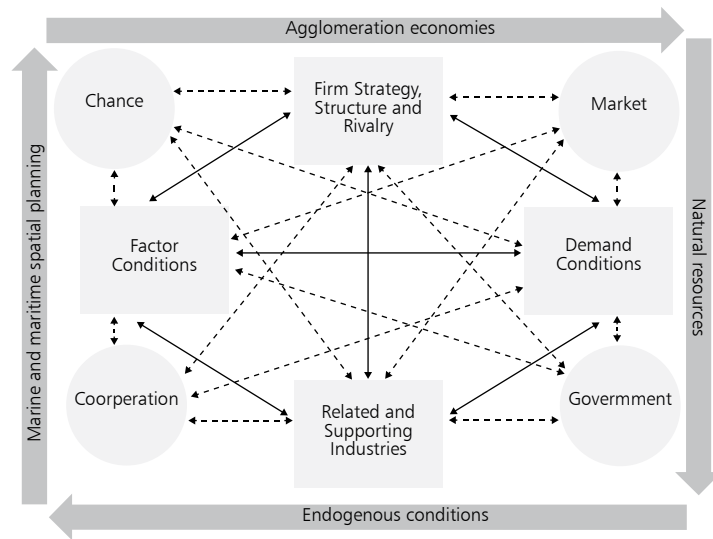 Agglomeration economies
Chance
Firm Strategy,
Structure and
Rivalry
Market
Marine and maritime spatial planning
Natural resources
Factor
Conditions
Demand
Conditions
Coorperation
Related and
Supporting
Industries
Govermment
Endogenous conditions